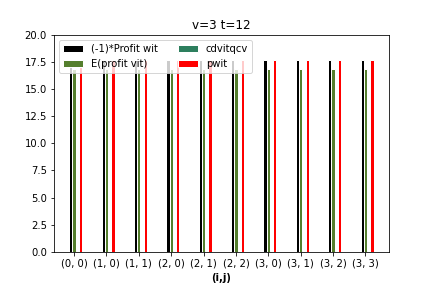 v=3 t=12
(-1)*Profit wit
E(profit vit)
cdvitqcv
pwit
20.0
17.5
15.0
12.5
10.0
7.5
5.0
2.5
0.0
(0, 0) (1, 0) (1, 1) (2, 0) (2, 1) (2, 2) (3, 0) (3, 1) (3, 2) (3, 3)
(i,j)